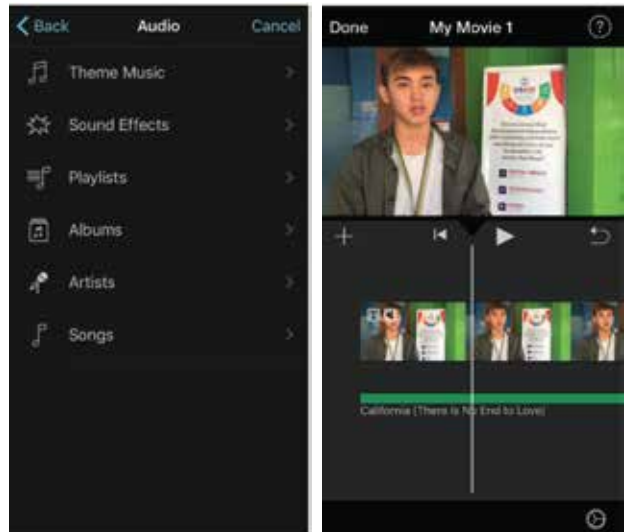 Back
Audio
Cancel
Theme Music
Sound Effects
Playlists
Albums
Artists
Songs
Done
My Movie 1
?
California (There Is No End to Love)